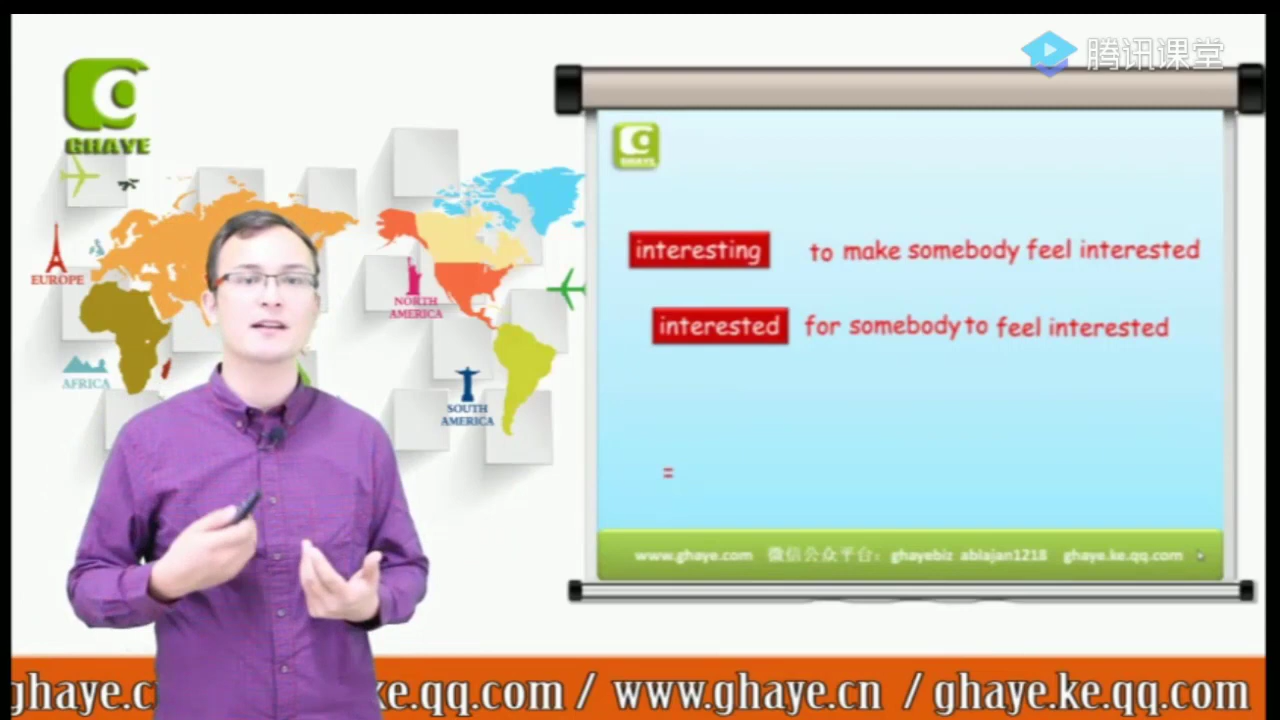 腾讯课堂
GHAYE
GHAYE
interesting to make somebody feel interested
EUROPE
NORTH
AMERICA
interested for somebody to feel interested
AFRICA
SOUTH
AMERICA
=
www.ghaye.com 微信公众平台: ghayebiz ablajan1218 ghaye.ke.qq.com
ghaye.c ke.qq.com / www.ghaye.cn / ghaye.ke.qq.com